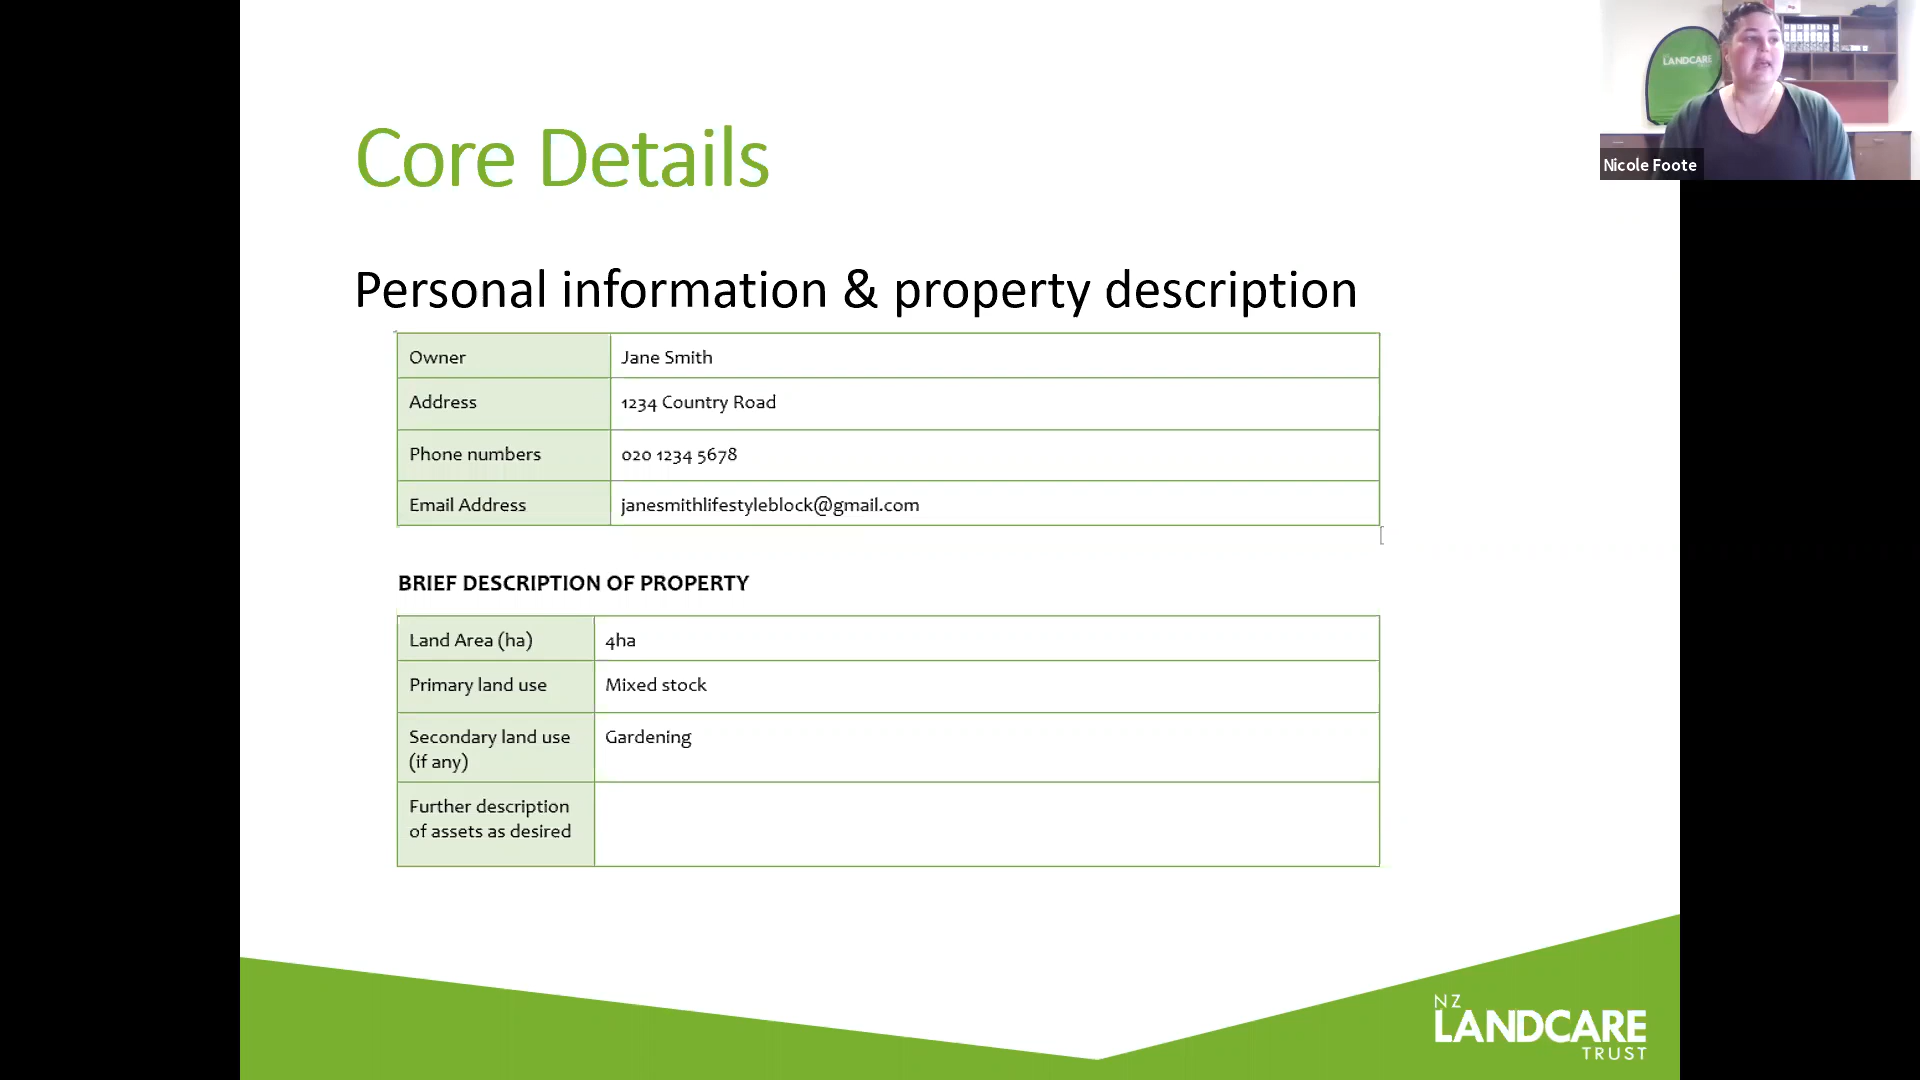 Core Details
LANDCARE
Nicole Foote
Personal information & property description
Owner Jane Smith
Address 1234 Country Road
Phone numbers 020 1234 5678
Email Address janesmithlifestyleblock@gmail.com
BRIEF DESCRIPTION OF PROPERTY
Land Area (ha) 4ha
Primary land use Mixed stock
Secondary land use Gardening
(if any)
Further description
of assets as desired
NZ
LANDCARE
TRUST